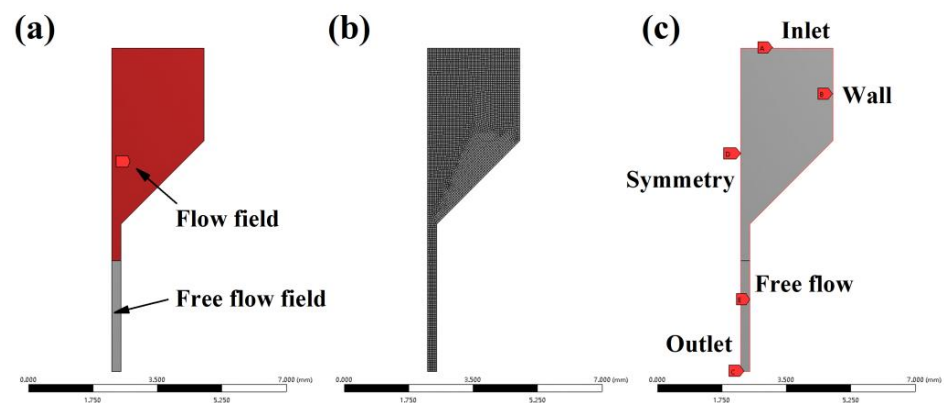 (a)
Flow field
Free flow field
0.000
3.500
7.000 (mm)
1.750
5.250
(b)
0.000
3.500
7.000 (mm)
1.750
5.250
(c)
A
Inlet
B
Wall
D
Symmetry
E
Free flow
Outlet
C
0.000
3.500
7.000 (mm)
1.750
5.250